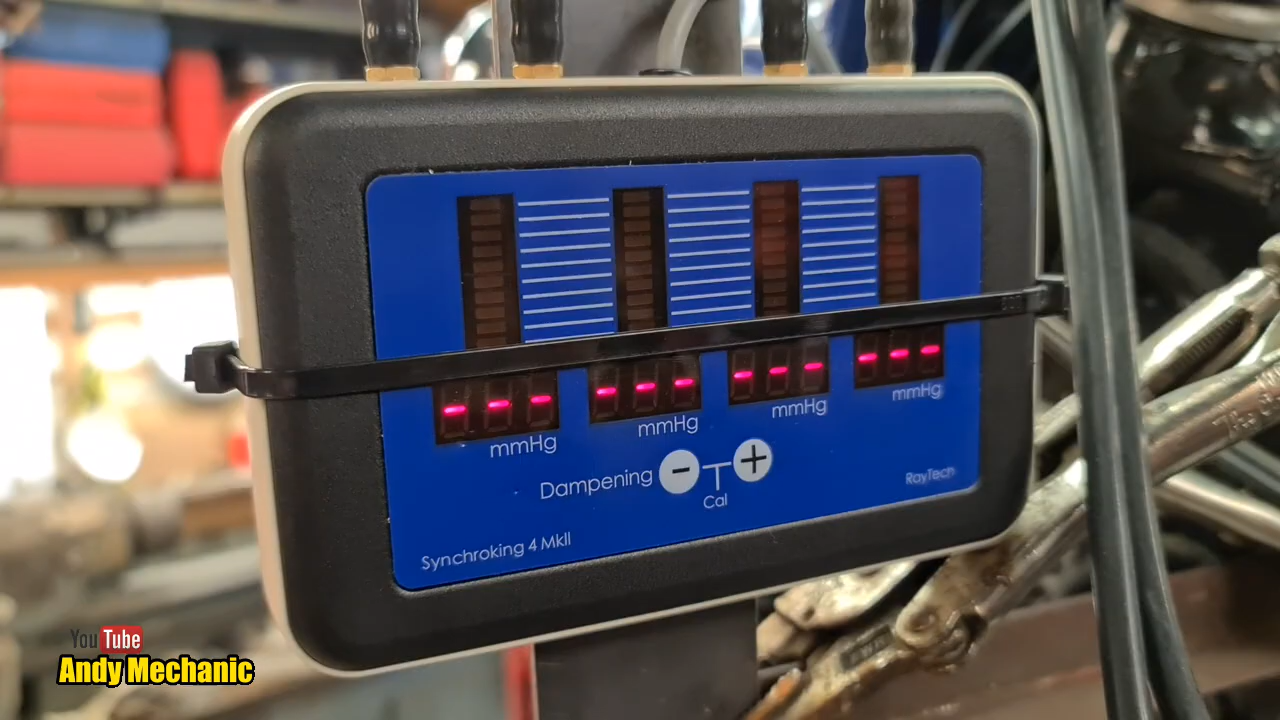 --- --- --- ---
mmHg mmHg mmHg mmHg
Dampening - + 
Cal
RayTech
Synchroking 4 MkII
YouTube
Andy Mechanic